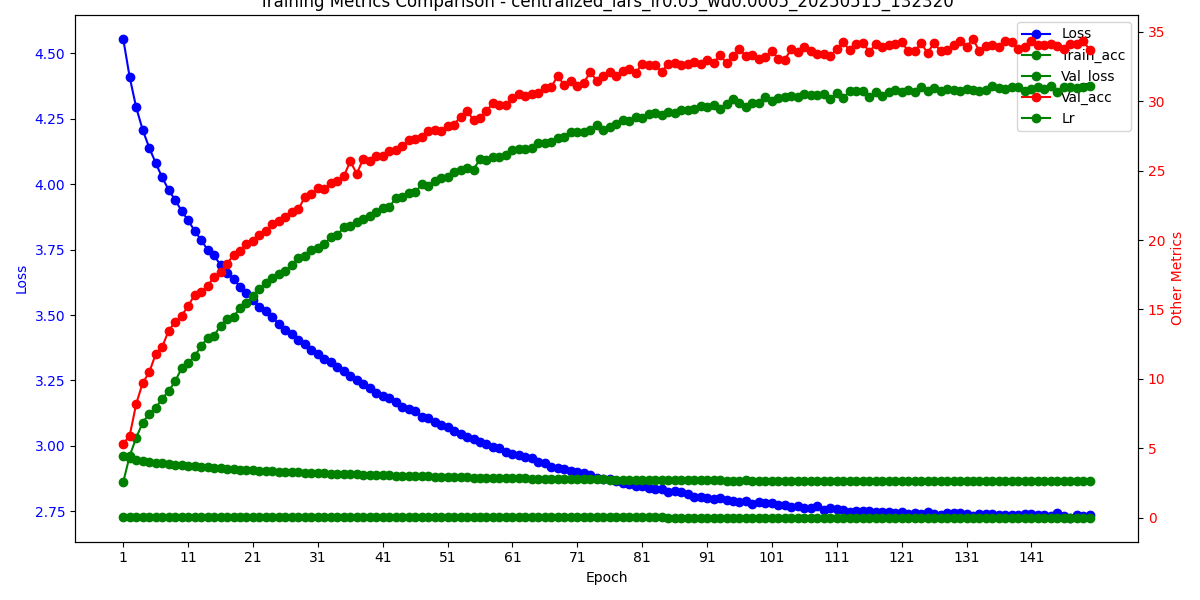 Training Metrics Comparison - centralized_lars_lr0.05_wd0.0005_20250515_132320
Loss
Train_acc
Val_loss
Val_acc
Lr
4.50
4.25
4.00
3.75
3.50
3.25
3.00
2.75
Loss
35
30
25
20
15
10
5
0
Other Metrics
1 11 21 31 41 51 61 71 81 91 101 111 121 131 141
Epoch